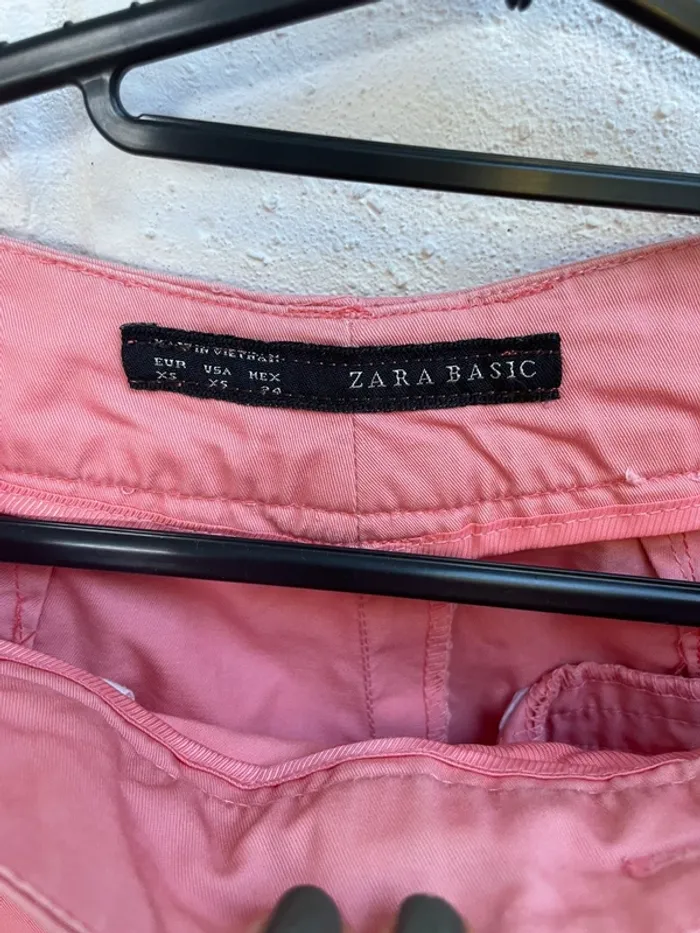 MADE IN VIETNAM
EUR USA MEX
XS XS 24
ZARA BASIC